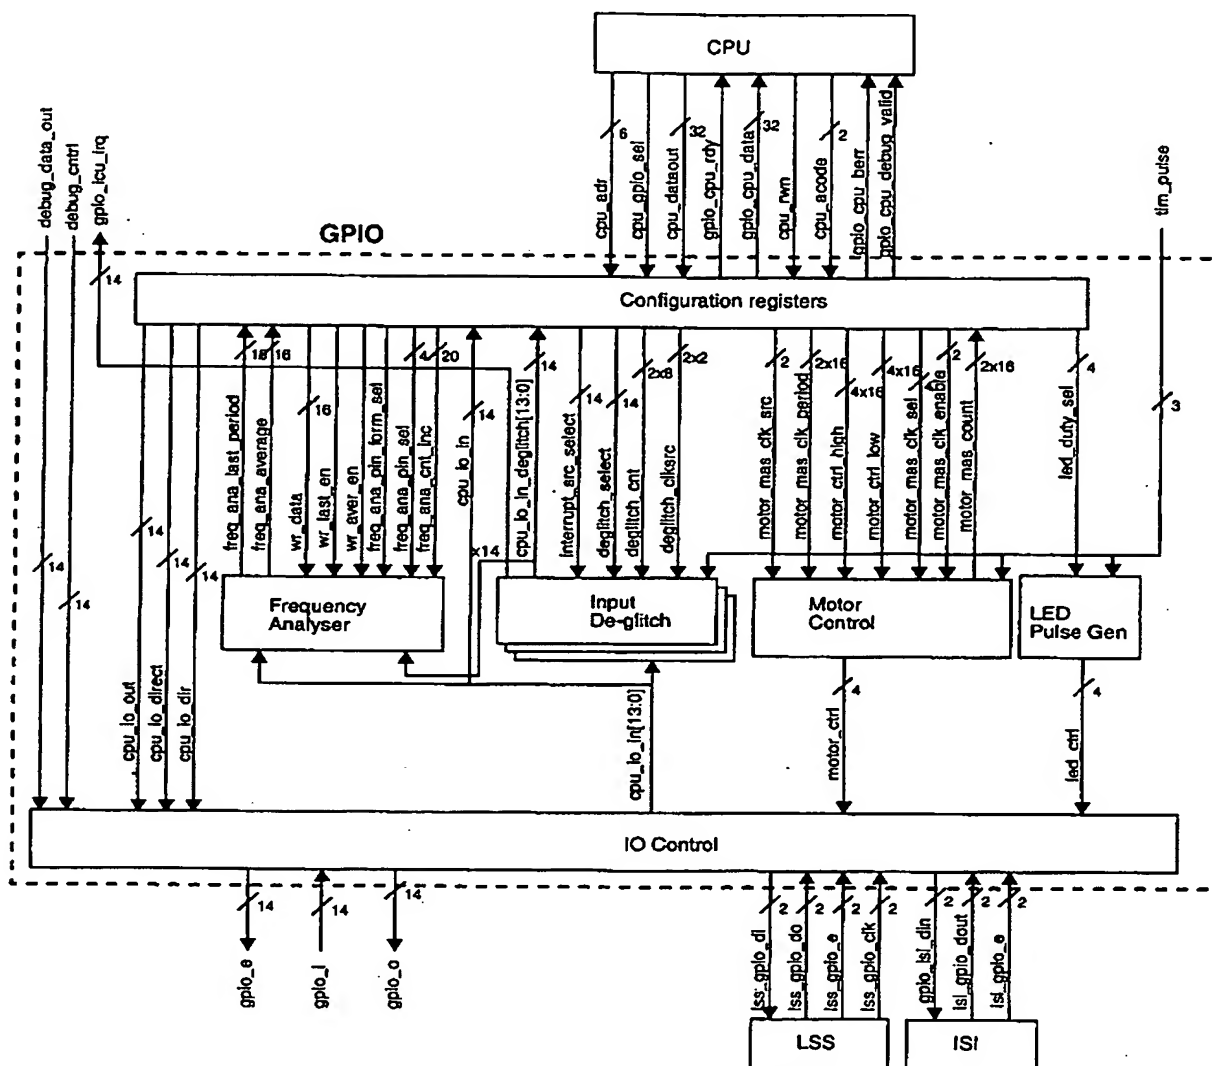 CPU
debug_data_out
debug_cntrl
gpio_icu_irq
6
32
32
2
cpu_adr
cpu_gpio_sel
cpu_dataout
gpio_cpu_rdy
gpio_cpu_data
cpu_rwn
cpu_acode
gpio_cpu_berr
gpio_cpu_debug_valid
tim_pulse
GPIO
14
Configuration registers
16
16
4
20
14
14
14
14
2x8
2x2
2
2x16
4x16
4x16
4
2
2x16
4
3
freq_ana_last_period
freq_ana_average
16
wr_data
wr_last_en
wr_aver_en
freq_ana_pin_form_sel
freq_ana_pin_sel
freq_ana_cnt_inc
cpu_io_in
cpu_io_in_deglitch[13:0]
interrupt_src_select
deglitch_select
deglitch_cnt
deglitch_clksrc
motor_mas_clk_src
motor_mas_clk_period
motor_ctrl_high
motor_ctrl_low
motor_mas_clk_sel
motor_mas_clk_enable
motor_mas_count
led_duty_sel
x14
14
14
14
14
14
Frequency
Analyser
Input
De-glitch
Motor
Control
LED
Pulse Gen
cpu_io_out
cpu_io_direct
cpu_io_dir
cpu_io_in[13:0]
4
motor_ctrl
4
led_ctrl
IO Control
14
14
14
2
2
2
2
2
2
2
gpio_e
gpio_i
gpio_o
lss_gpio_di
lss_gpio_do
lss_gpio_e
lss_gpio_clk
gpio_isi_din
isi_gpio_dout
isi_gpio_e
LSS
ISI